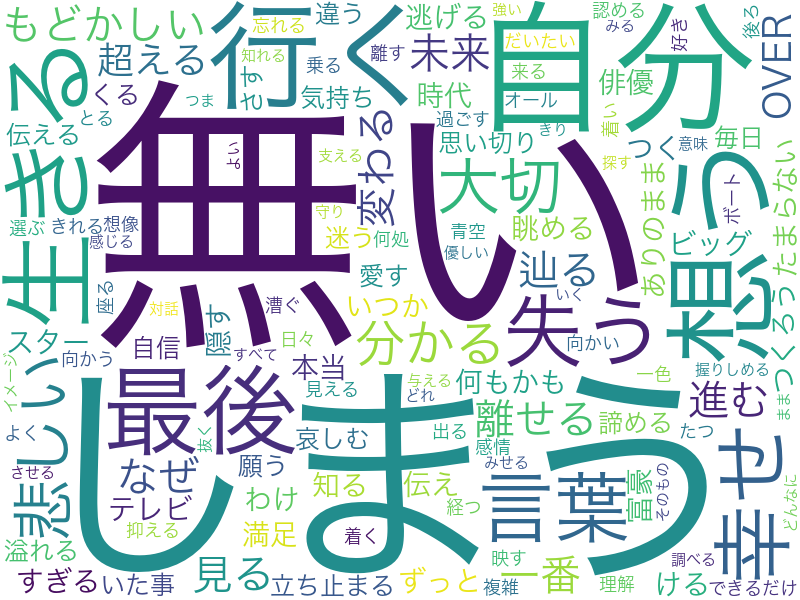 もどかしい
忘れる
違う
逃げる
強い
認める
みる
後ろ
超える
知れる
離す
行く
だいたい
未来
好き
自分
OVER
くる
つま
さす
乗る
気持ち
来る
時代
オール
俳優
生きる
伝える
とる
無い
よい
変わる
過ごす
きり
思い切り
着い
つく
意味
毎日
想う
選ぶ
きれる
想像
感じる
支える
守り
迷う
何処
大切
青空
優しい
眺める
探す
ありのまま
ビッグ
ボート
たまらない
座る
対話
漕ぐ
愛す
いつか
辿る
いく
スター
向かう
自信
隠す
日々
すべて
本当
分かる
失う
向かい
イメージ
悲しい
最後
見える
与える
どれ
何もかも
離せる
一色
進む
握りしめる
まま
つくろう
よく
なぜ
抜く
哀しむ
出る
感情
諦める
たつ
させる
テレビ
願う
知る
伝え
みせる
言葉
富豪
そのもの
幸せ
どんなに
溢れる
抑える
わけ
満足
着く
経つ
しまう
すぎる
いた事
見る
立ち止まる
ずっと
映す
複雑
一番
理解
ける
調べる
できるだけ